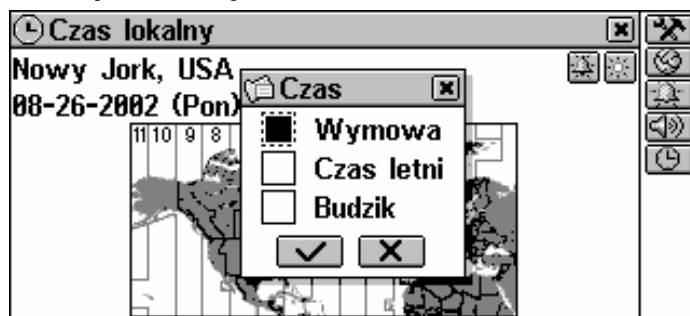 Czas lokalny
Nowy Jork, USA
08-26-2002 (Pon)
Czas
Wymowa
Czas letni
Budzik
11 10 9 8